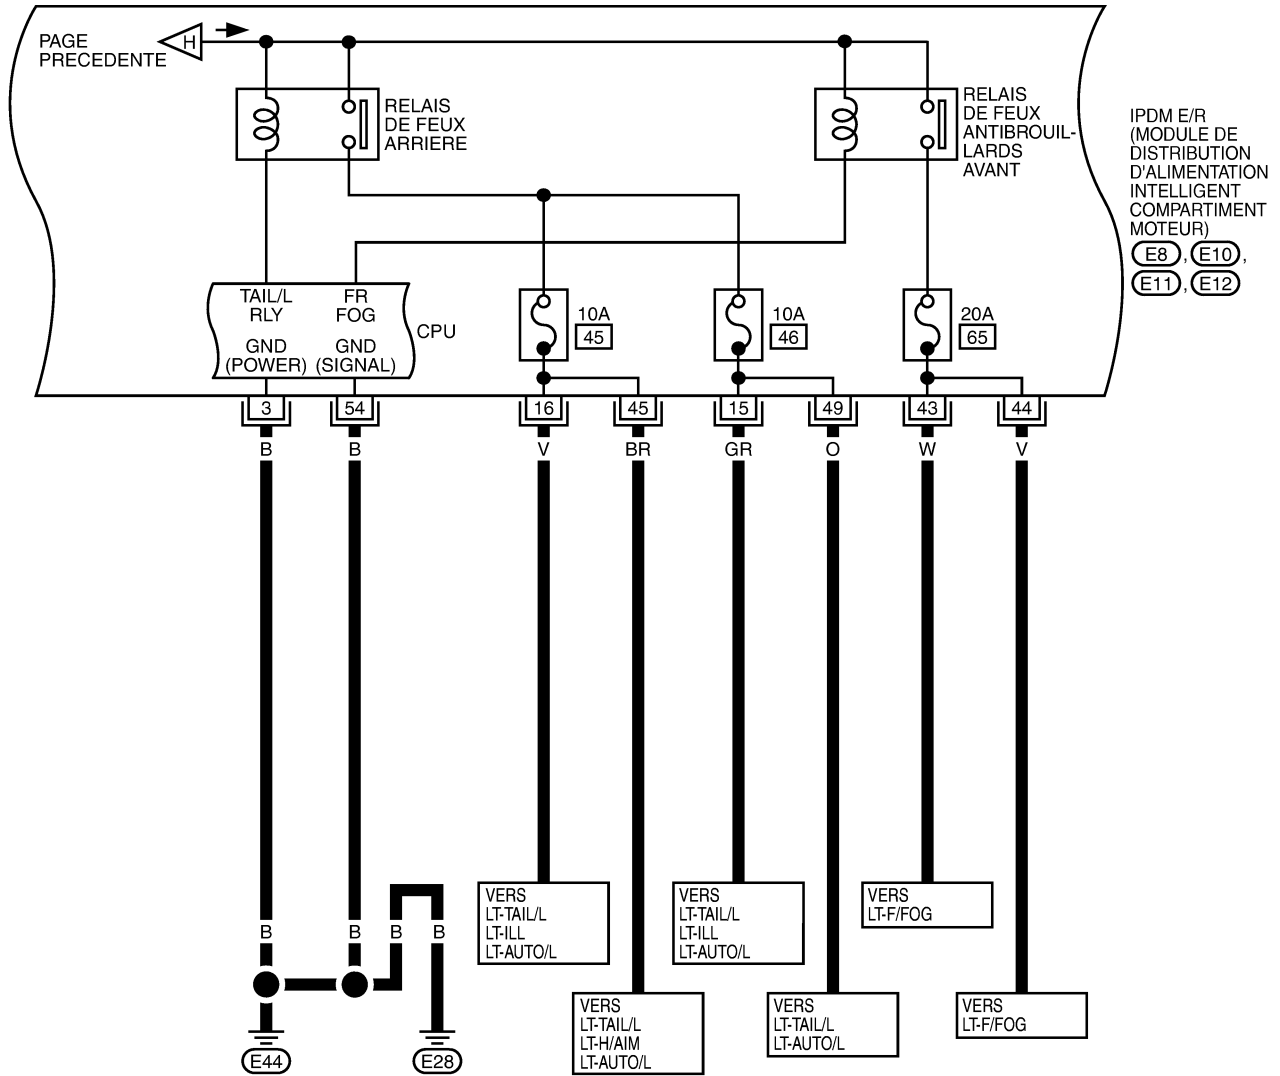 PAGE
PRECEDENTE
H
RELAIS
DE FEUX
ARRIERE
RELAIS
DE FEUX
ANTIBROUIL-
LARDS
AVANT
IPDM E/R
(MODULE DE
DISTRIBUTION
D'ALIMENTATION
INTELLIGENT
COMPARTIMENT
MOTEUR)
E8 , E10 ,
E11 , E12
TAIL/L
RLY
GND
(POWER)
FR
FOG
GND
(SIGNAL)
CPU
10A
45
10A
46
20A
65
3 54 16 45 15 49 43 44
B B V BR GR O W V
B B B B
VERS
LT-TAIL/L
LT-ILL
LT-AUTO/L
VERS
LT-TAIL/L
LT-ILL
LT-AUTO/L
VERS
LT-F/FOG
VERS
LT-TAIL/L
LT-H/AIM
LT-AUTO/L
VERS
LT-TAIL/L
LT-AUTO/L
VERS
LT-F/FOG
E44
E28